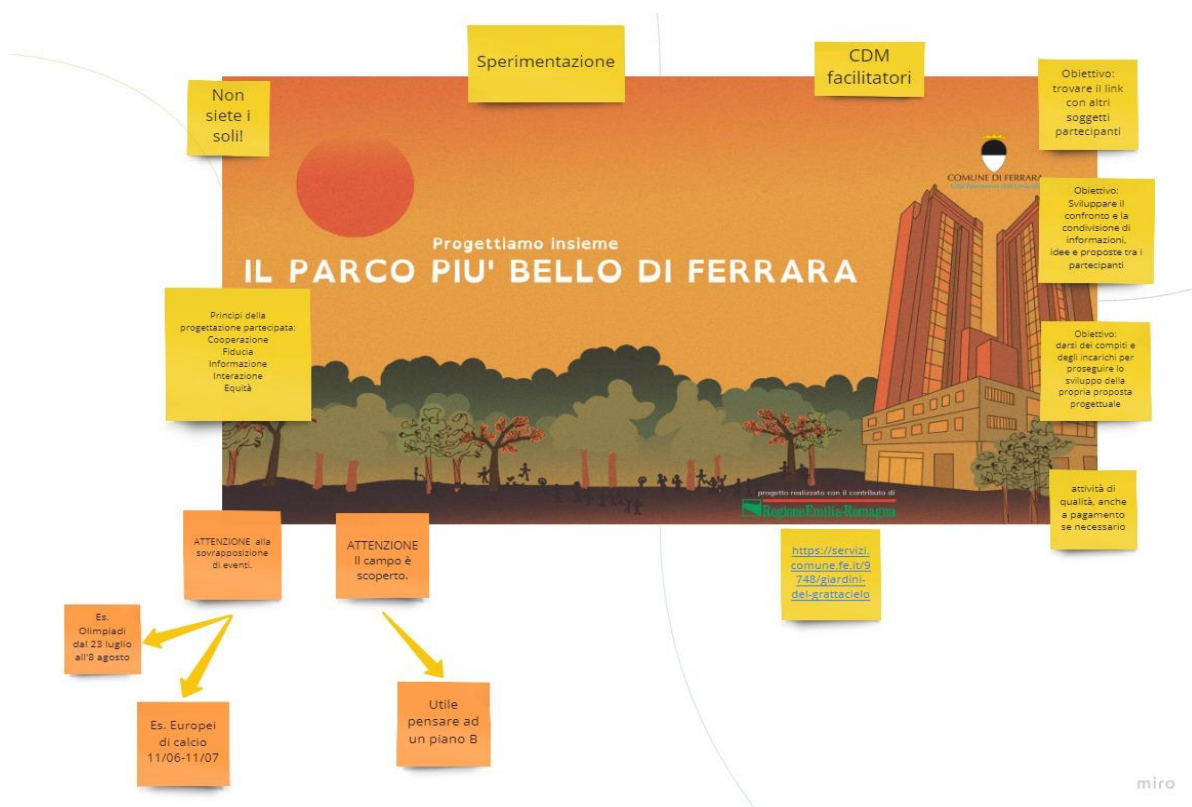 Sperimentazione
CDM
facilitatori
Non
siete i
soli!
Obiettivo:
trovare il link
con altri
soggetti
partecipanti
COMUNE DI FERRARA
Obiettivo:
Sviluppare il
confronto e la
condivisione di
informazioni,
idee e proposte tra i
partecipanti
Progettiamo insieme
IL PARCO PIU' BELLO DI FERRARA
Principi della
progettazione partecipata:
Cooperazione
Fiducia
Informazione
Interazione
Equità
Obiettivo:
darsi dei compiti e
degli incarichi per
proseguire lo
sviluppo della
propria proposta
progettuale
progetto realizzato con il contributo di
RegioneEmilia-Romagna
attività di
qualità, anche
a pagamento
se necessario
ATTENZIONE alla
sovrapposizione
di eventi.
ATTENZIONE
Il campo è
scoperto.
https://servizi.
comune.fe.it/9
748/giardini-
del-grattacielo
Es.
Olimpiadi
dal 23 luglio
all'8 agosto
Es. Europei
di calcio
11/06-11/07
Utile
pensare ad
un piano B
miro